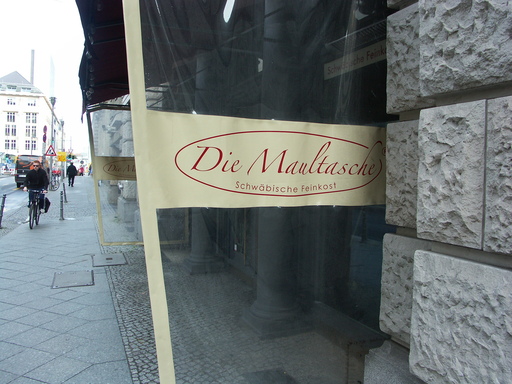 Die Maultasche
Schwäbische Feinkost